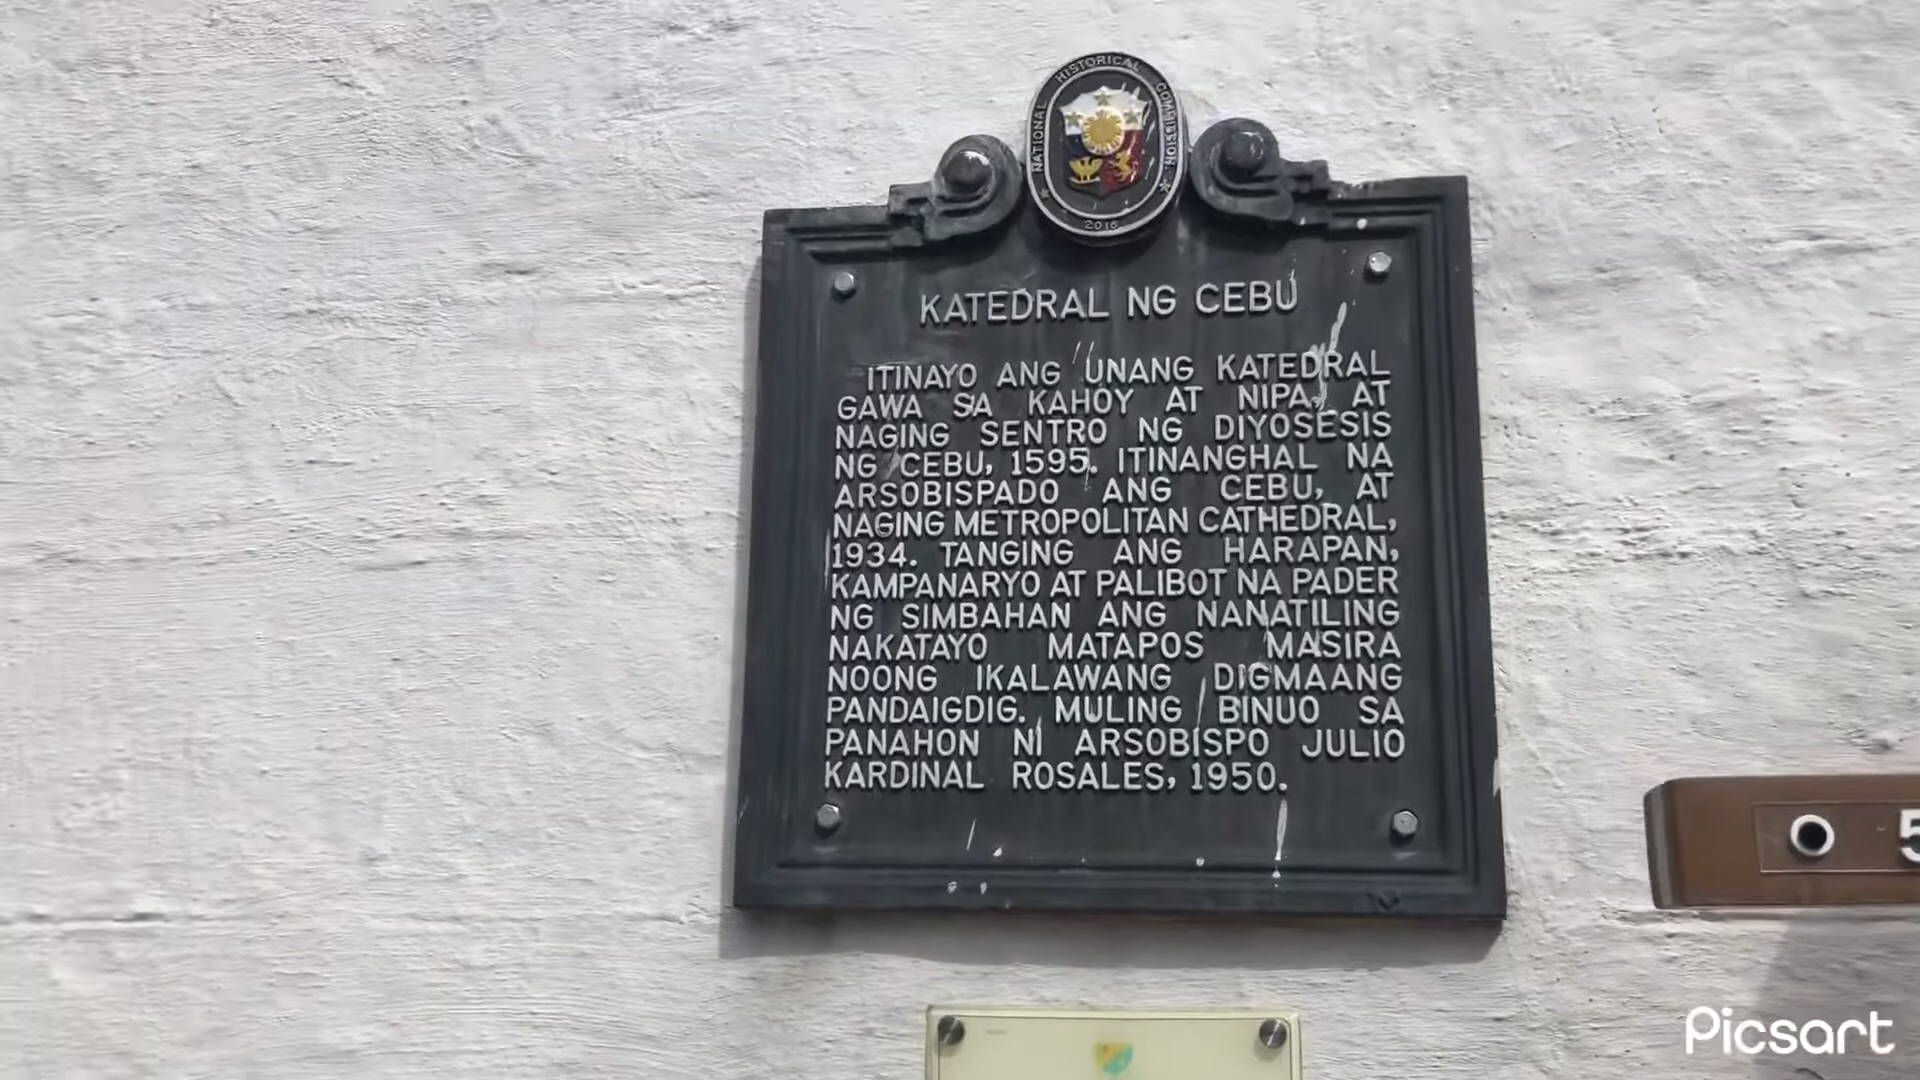 NATIONAL HISTORICAL COMMISSION
2016
KATEDRAL NG CEBU
ITINAYO ANG UNANG KATEDRAL
GAWA SA KAHOY AT NIPA, AT
NAGING SENTRO NG DIYOSESIS
NG CEBU, 1595. ITINANGHAL NA
ARSOBISPADO ANG CEBU, AT
NAGING METROPOLITAN CATHEDRAL,
1934. TANGING ANG HARAPAN,
KAMPANARYO AT PALIBOT NA PADER
NG SIMBAHAN ANG NANATILING
NAKATAYO MATAPOS MASIRA
NOONG IKALAWANG DIGMAANG
PANDAIGDIG. MULING BINUO SA
PANAHON NI ARSOBISPO JULIO
KARDINAL ROSALES, 1950.
5
Picsart